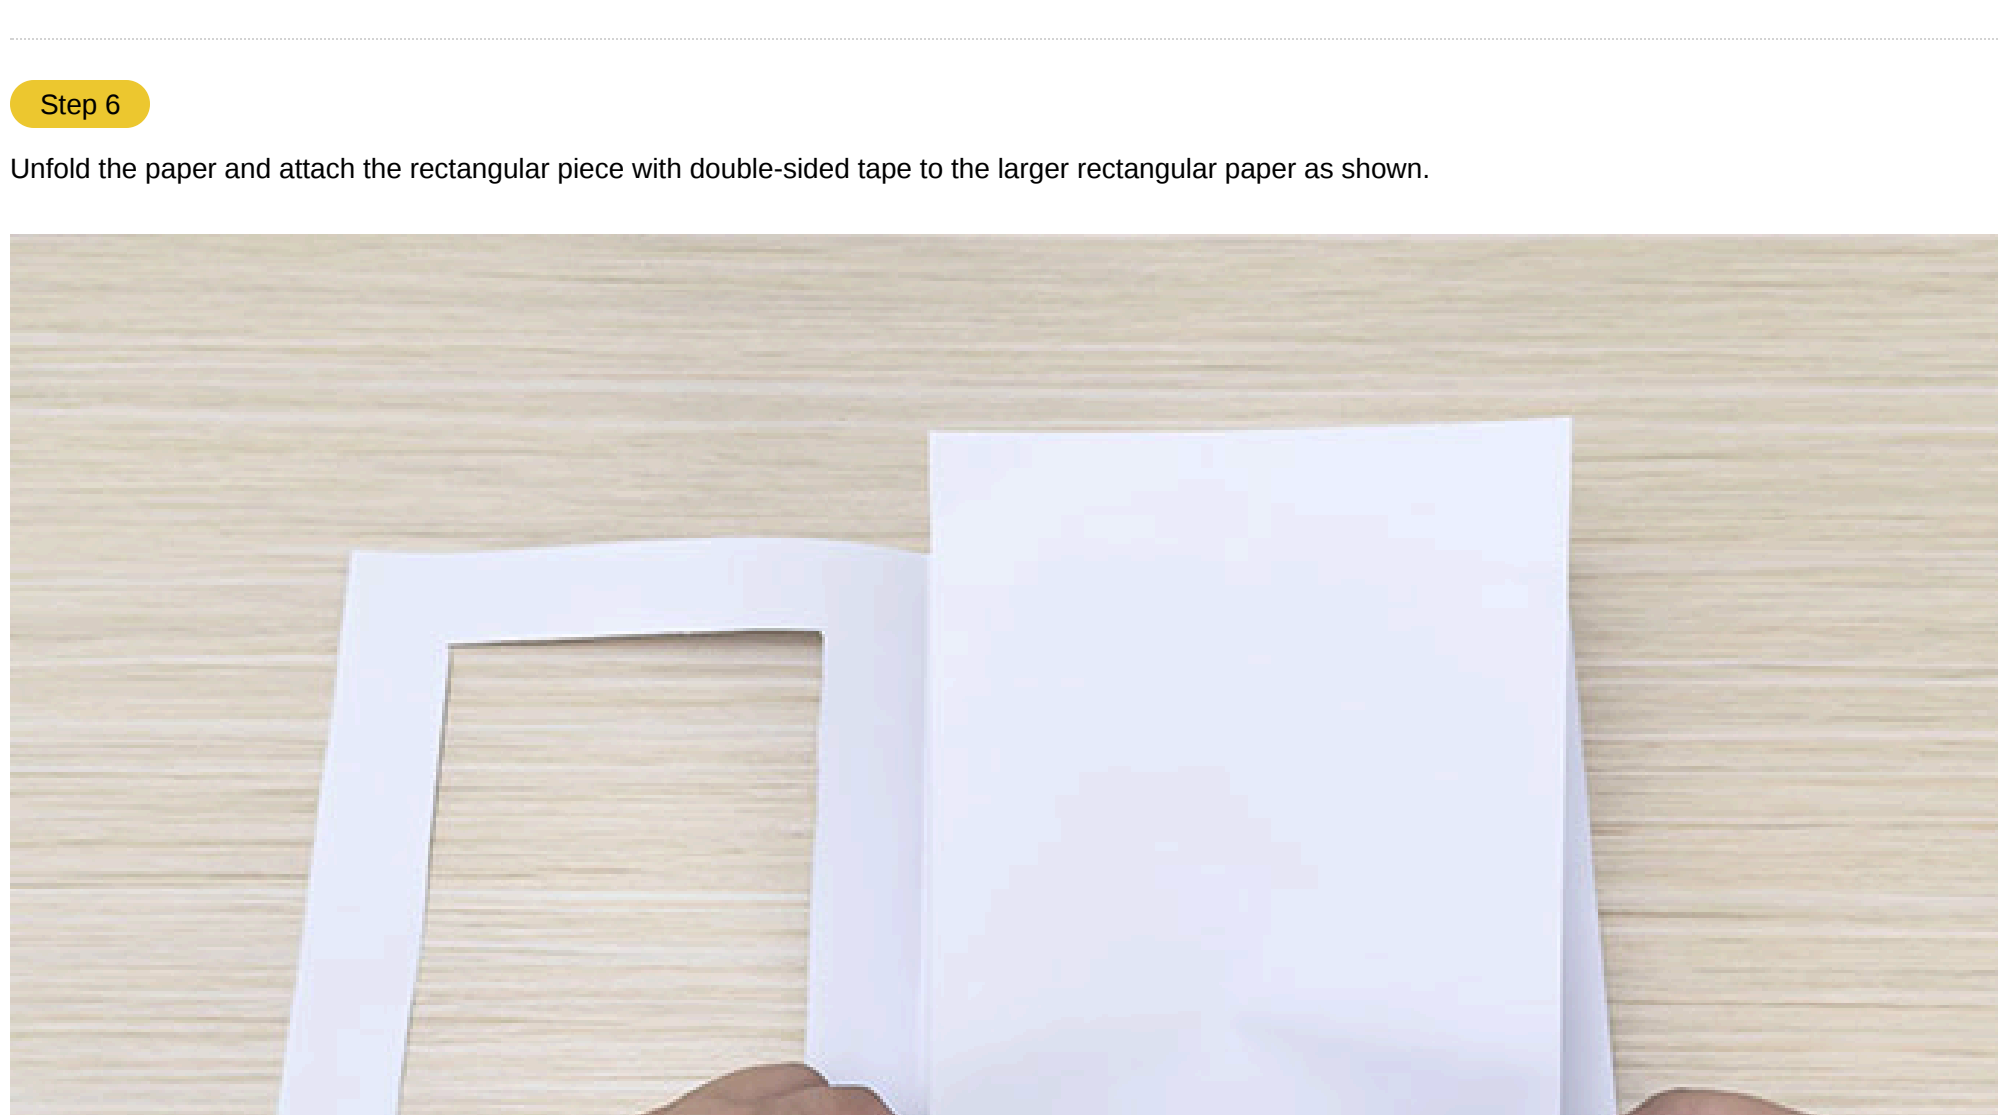 Step 6
Unfold the paper and attach the rectangular piece with double-sided tape to the larger rectangular paper as shown.